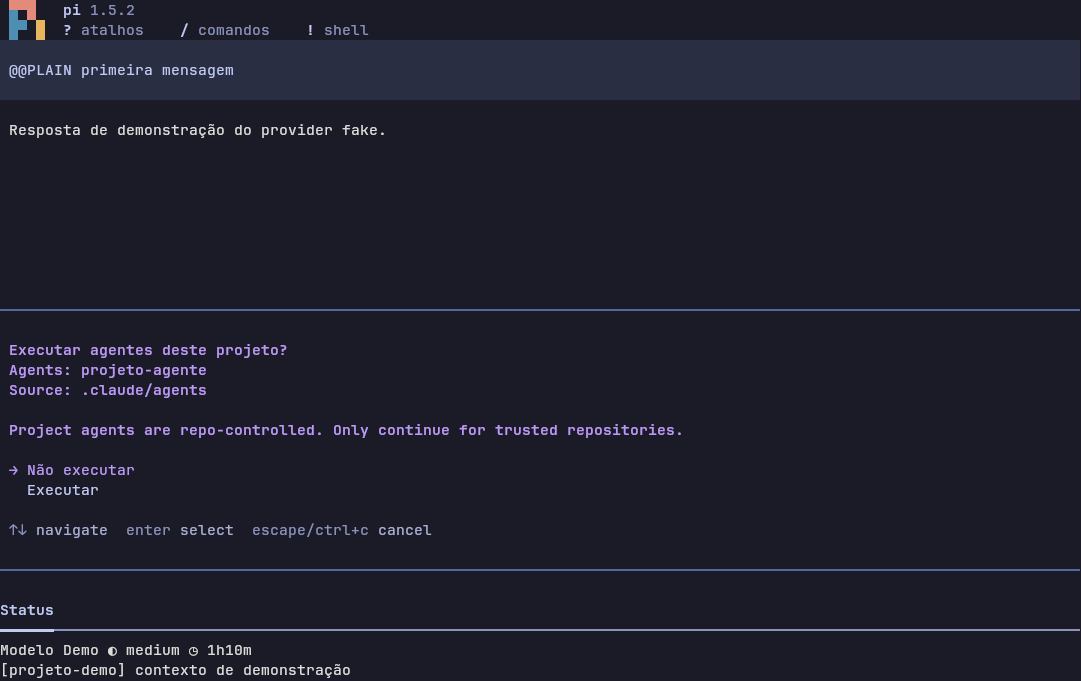 pi 1.5.2
? atalhos / comandos ! shell
@@PLAIN primeira mensagem
Resposta de demonstração do provider fake.
Executar agentes deste projeto?
Agents: projeto-agente
Source: .claude/agents
Project agents are repo-controlled. Only continue for trusted repositories.
→ Não executar
Executar
↑↓ navigate enter select escape/ctrl+c cancel
Status
Modelo Demo ◐ medium ◷ 1h10m
[projeto-demo] contexto de demonstração